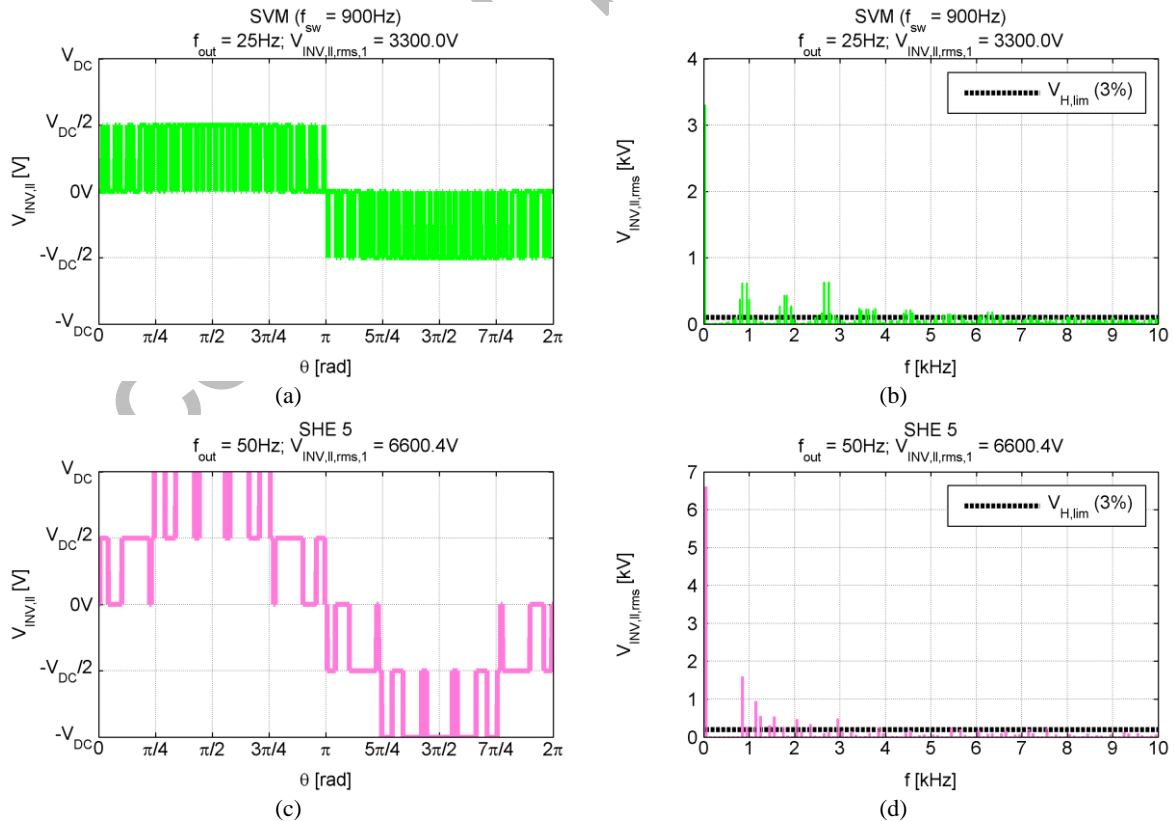 SVM (f_sw = 900Hz)
f_out = 25Hz; V_INV,ll,rms,1 = 3300.0V
V_DC
V_DC/2
0V
-V_DC/2
-V_DC
V_INV,ll [V]
0 π/4 π/2 3π/4 π 5π/4 3π/2 7π/4 2π
θ [rad]
(a)
SVM (f_sw = 900Hz)
f_out = 25Hz; V_INV,ll,rms,1 = 3300.0V
V_H,lim (3%)
4
3
2
1
0
V_INV,ll,rms [kV]
0 1 2 3 4 5 6 7 8 9 10
f [kHz]
(b)
SHE 5
f_out = 50Hz; V_INV,ll,rms,1 = 6600.4V
V_DC
V_DC/2
0V
-V_DC/2
-V_DC
V_INV,ll [V]
0 π/4 π/2 3π/4 π 5π/4 3π/2 7π/4 2π
θ [rad]
(c)
SHE 5
f_out = 50Hz; V_INV,ll,rms,1 = 6600.4V
V_H,lim (3%)
7
6
5
4
3
2
1
0
V_INV,ll,rms [kV]
0 1 2 3 4 5 6 7 8 9 10
f [kHz]
(d)